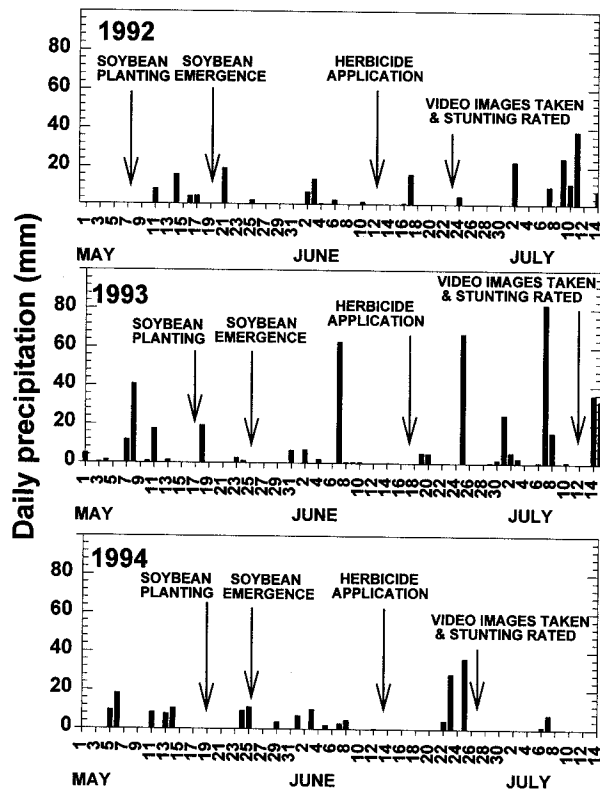 Daily precipitation (mm)
1992
80
60
40
20
SOYBEAN
PLANTING
SOYBEAN
EMERGENCE
HERBICIDE
APPLICATION
VIDEO IMAGES TAKEN
& STUNTING RATED
1 3 5 7 9 11 13 15 17 19 21 23 25 27 29 31 2 4 6 8 10 12 14 16 18 20 22 24 26 28 30 2 4 6 8 10 12 14
MAY JUNE JULY
1993
80
60
40
20
0
SOYBEAN
PLANTING
SOYBEAN
EMERGENCE
HERBICIDE
APPLICATION
VIDEO IMAGES TAKEN
& STUNTING RATED
1 3 5 7 9 11 13 15 17 19 21 23 25 27 29 31 2 4 6 8 10 12 14 16 18 20 22 24 26 28 30 2 4 6 8 10 12 14
MAY JUNE JULY
1994
80
60
40
20
0
SOYBEAN
PLANTING
SOYBEAN
EMERGENCE
HERBICIDE
APPLICATION
VIDEO IMAGES TAKEN
& STUNTING RATED
1 3 5 7 9 11 13 15 17 19 21 23 25 27 29 31 2 4 6 8 10 12 14 16 18 20 22 24 26 28 30 2 4 6 8 10 12 14
MAY JUNE JULY